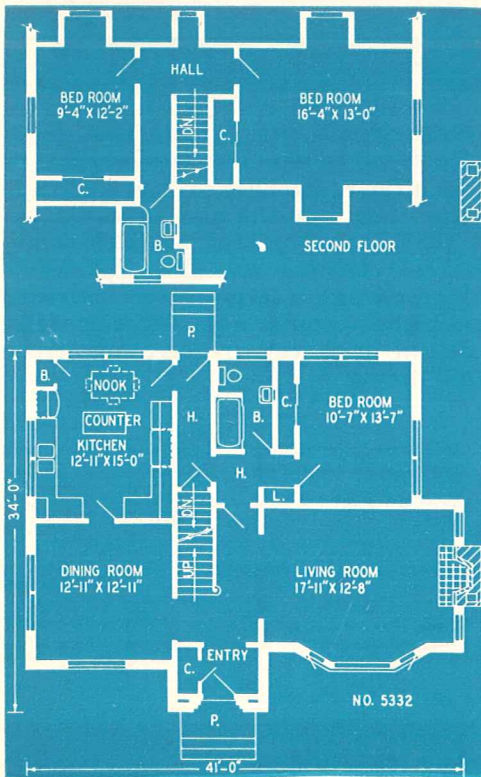 HALL
BED ROOM
9'-4" X 12'-2"
BED ROOM
16'-4" X 13'-0"
DN.
C.
C.
B.
SECOND FLOOR
P.
B.
NOOK
COUNTER
KITCHEN
12'-11" X 15'-0"
H.
B.
C.
BED ROOM
10'-7" X 13'-7"
H.
L.
34'-0"
DN.
UP
DINING ROOM
12'-11" X 12'-11"
LIVING ROOM
17'-11" X 12'-8"
ENTRY
C.
P.
NO. 5332
41'-0"